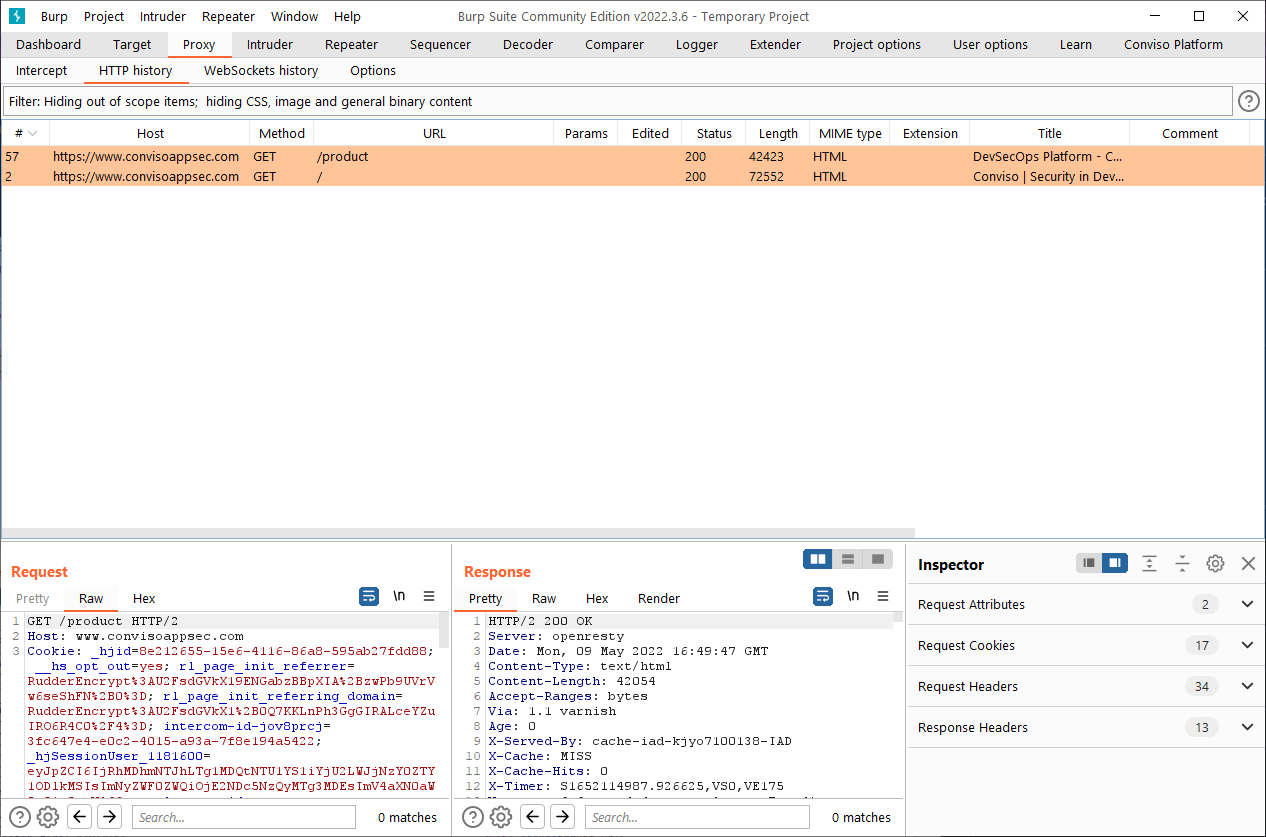 Burp Project Intruder Repeater Window Help Burp Suite Community Edition v2022.3.6 - Temporary Project
Dashboard Target Proxy Intruder Repeater Sequencer Decoder Comparer Logger Extender Project options User options Learn Conviso Platform
Intercept HTTP history WebSockets history Options
Filter: Hiding out of scope items; hiding CSS, image and general binary content ?
# Host Method URL Params Edited Status Length MIME type Extension Title Comment
57 https://www.convisoappsec.com GET /product 200 42423 HTML DevSecOps Platform - C...
2 https://www.convisoappsec.com GET / 200 72552 HTML Conviso | Security in Dev...
Request
Pretty Raw Hex \n
1 GET /product HTTP/2
2 Host: www.convisoappsec.com
3 Cookie: _hjid=8e212655-15e6-4116-86a8-595ab27fdd88;
__hs_opt_out=yes; rl_page_init_referrer=
RudderEncrypt%3AU2FsdGVkX19ENGabzBBpXIA%2BzwPb9UVrV
w6seShFN%2B0%3D; rl_page_init_referring_domain=
RudderEncrypt%3AU2FsdGVkX1%2B0Q7KKLnPh3GgGIRALceYZu
IRO6R4C0%2F4%3D; intercom-id-jov8prcj=
3fc647e4-e0c2-4015-a93a-7f8e194a5422;
_hjSessionUser_1181600=
eyJpZCI6IjRhMDhmNTJhLTg1MDQtNTU1YS1iYjU2LWJjNzY0ZTY
1ODlkMSIsImNyZWF0ZWQiOjE2NDc5NzQyMTg3MDEsImV4aXN0aW
? Search... 0 matches
Response
Pretty Raw Hex Render \n
1 HTTP/2 200 OK
2 Server: openresty
3 Date: Mon, 09 May 2022 16:49:47 GMT
4 Content-Type: text/html
5 Content-Length: 42054
6 Accept-Ranges: bytes
7 Via: 1.1 varnish
8 Age: 0
9 X-Served-By: cache-iad-kjyo7100138-IAD
10 X-Cache: MISS
11 X-Cache-Hits: 0
12 X-Timer: S1652114987.926625,VS0,VE175
? Search... 0 matches
Inspector
Request Attributes 2
Request Cookies 17
Request Headers 34
Response Headers 13